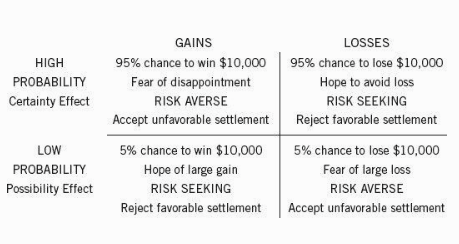 GAINS LOSSES
HIGH 95% chance to win $10,000 95% chance to lose $10,000
PROBABILITY Fear of disappointment Hope to avoid loss
Certainty Effect RISK AVERSE RISK SEEKING
Accept unfavorable settlement Reject favorable settlement
LOW 5% chance to win $10,000 5% chance to lose $10,000
PROBABILITY Hope of large gain Fear of large loss
Possibility Effect RISK SEEKING RISK AVERSE
Reject favorable settlement Accept unfavorable settlement